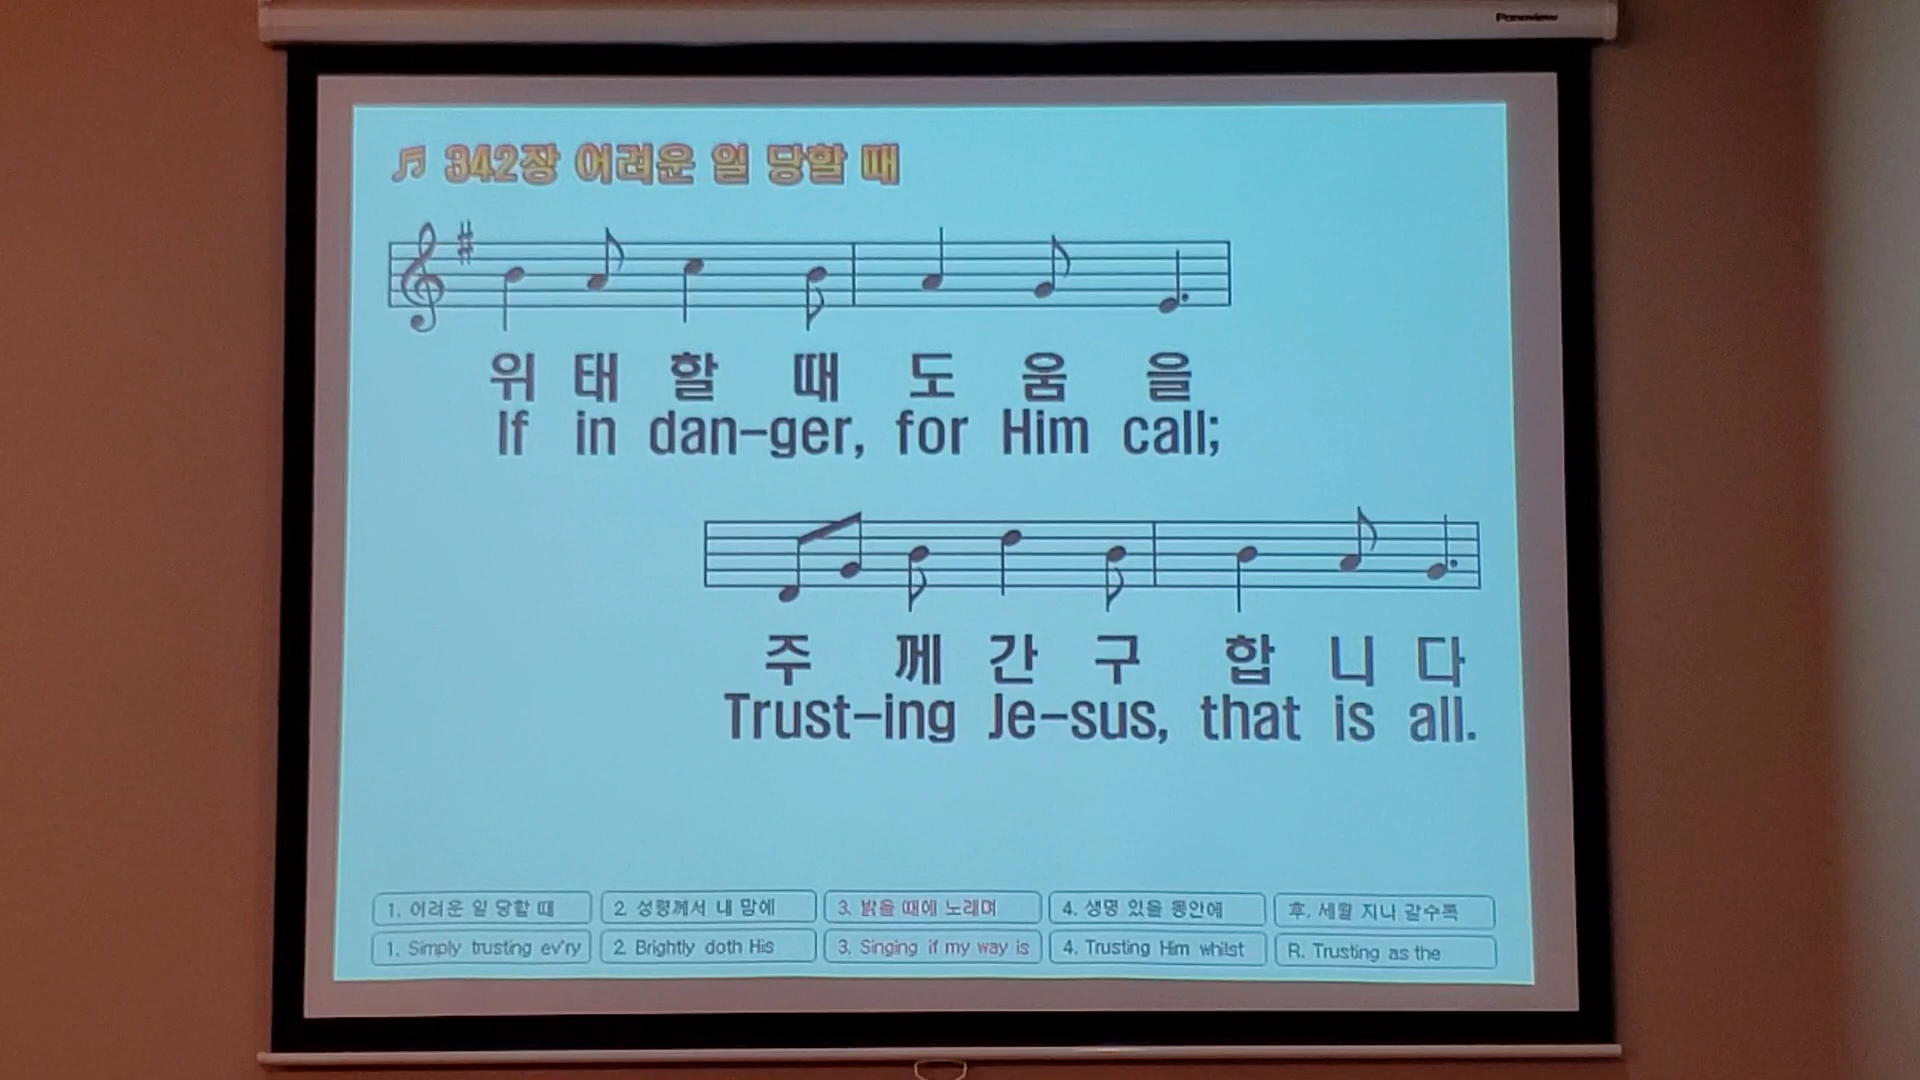 Panoview
♬ 342장 어려운 일 당할 때
위 태 할 때 도 움 을
If in dan-ger, for Him call;
주 께 간 구 합 니 다
Trust-ing Je-sus, that is all.
1. 어려운 일 당할 때
2. 성령께서 내 맘에
3. 밝을 때에 노래며
4. 생명 있을 동안에
후. 세월 지나 갈수록
1. Simply trusting ev'ry
2. Brightly doth His
3. Singing if my way is
4. Trusting Him whilst
R. Trusting as the